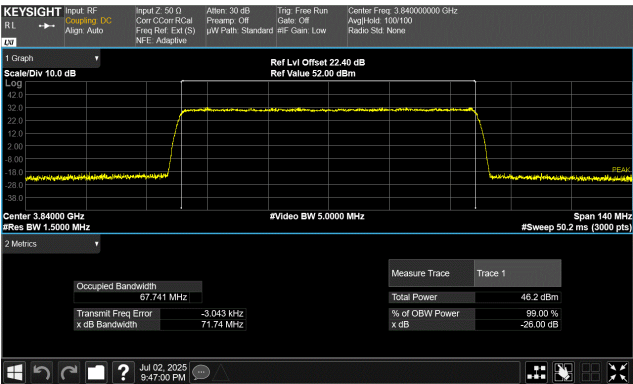 KEYSIGHT Input: RF Input Z: 50 Ω Atten: 30 dB Trig: Free Run Center Freq: 3.840000000 GHz
RL Coupling: DC Corr CCorr RCal Preamp: Off Gate: Off Avg|Hold: 100/100
Align: Auto Freq Ref: Ext (S) µW Path: Standard #IF Gain: Low Radio Std: None
LXI NFE: Adaptive
1 Graph Ref Lvl Offset 22.40 dB
Scale/Div 10.0 dB Ref Value 52.00 dBm
Log
42.0
32.0
22.0
12.0
2.00
-8.00
-18.0 PEAK
-28.0
-38.0
Center 3.84000 GHz #Video BW 5.0000 MHz Span 140 MHz
#Res BW 1.5000 MHz #Sweep 50.2 ms (3000 pts)
2 Metrics
Measure Trace Trace 1
Occupied Bandwidth
67.741 MHz Total Power 46.2 dBm
Transmit Freq Error -3.043 kHz % of OBW Power 99.00 %
x dB Bandwidth 71.74 MHz x dB -26.00 dB
? Jul 02, 2025
9:47:00 PM